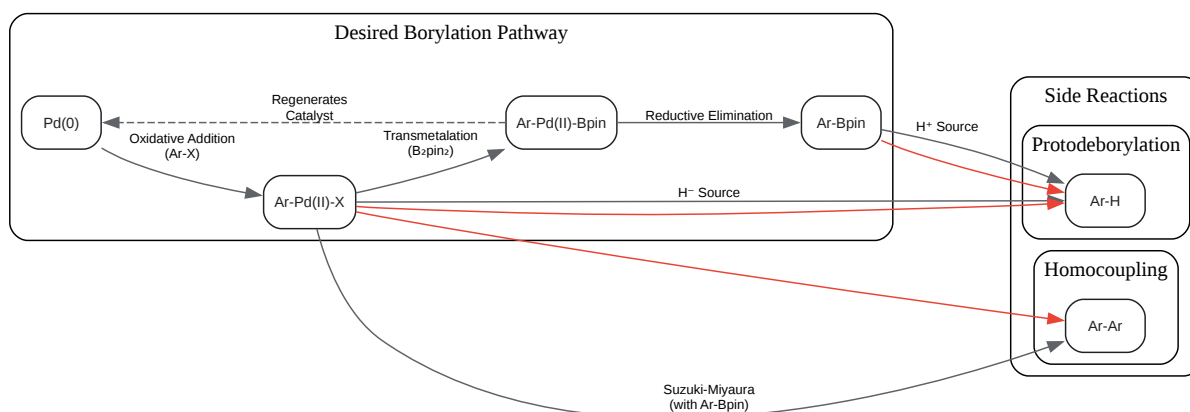 Desired Borylation Pathway
Side Reactions
Regenerates
Catalyst
Pd(0)
Oxidative Addition
(Ar-X)
Transmetalation
(B₂pin₂)
Ar-Pd(II)-Bpin
Reductive Elimination
Ar-Bpin
H⁺ Source
Protodeborylation
Ar-Pd(II)-X
H⁻ Source
Ar-H
Homocoupling
Ar-Ar
Suzuki-Miyaura
(with Ar-Bpin)